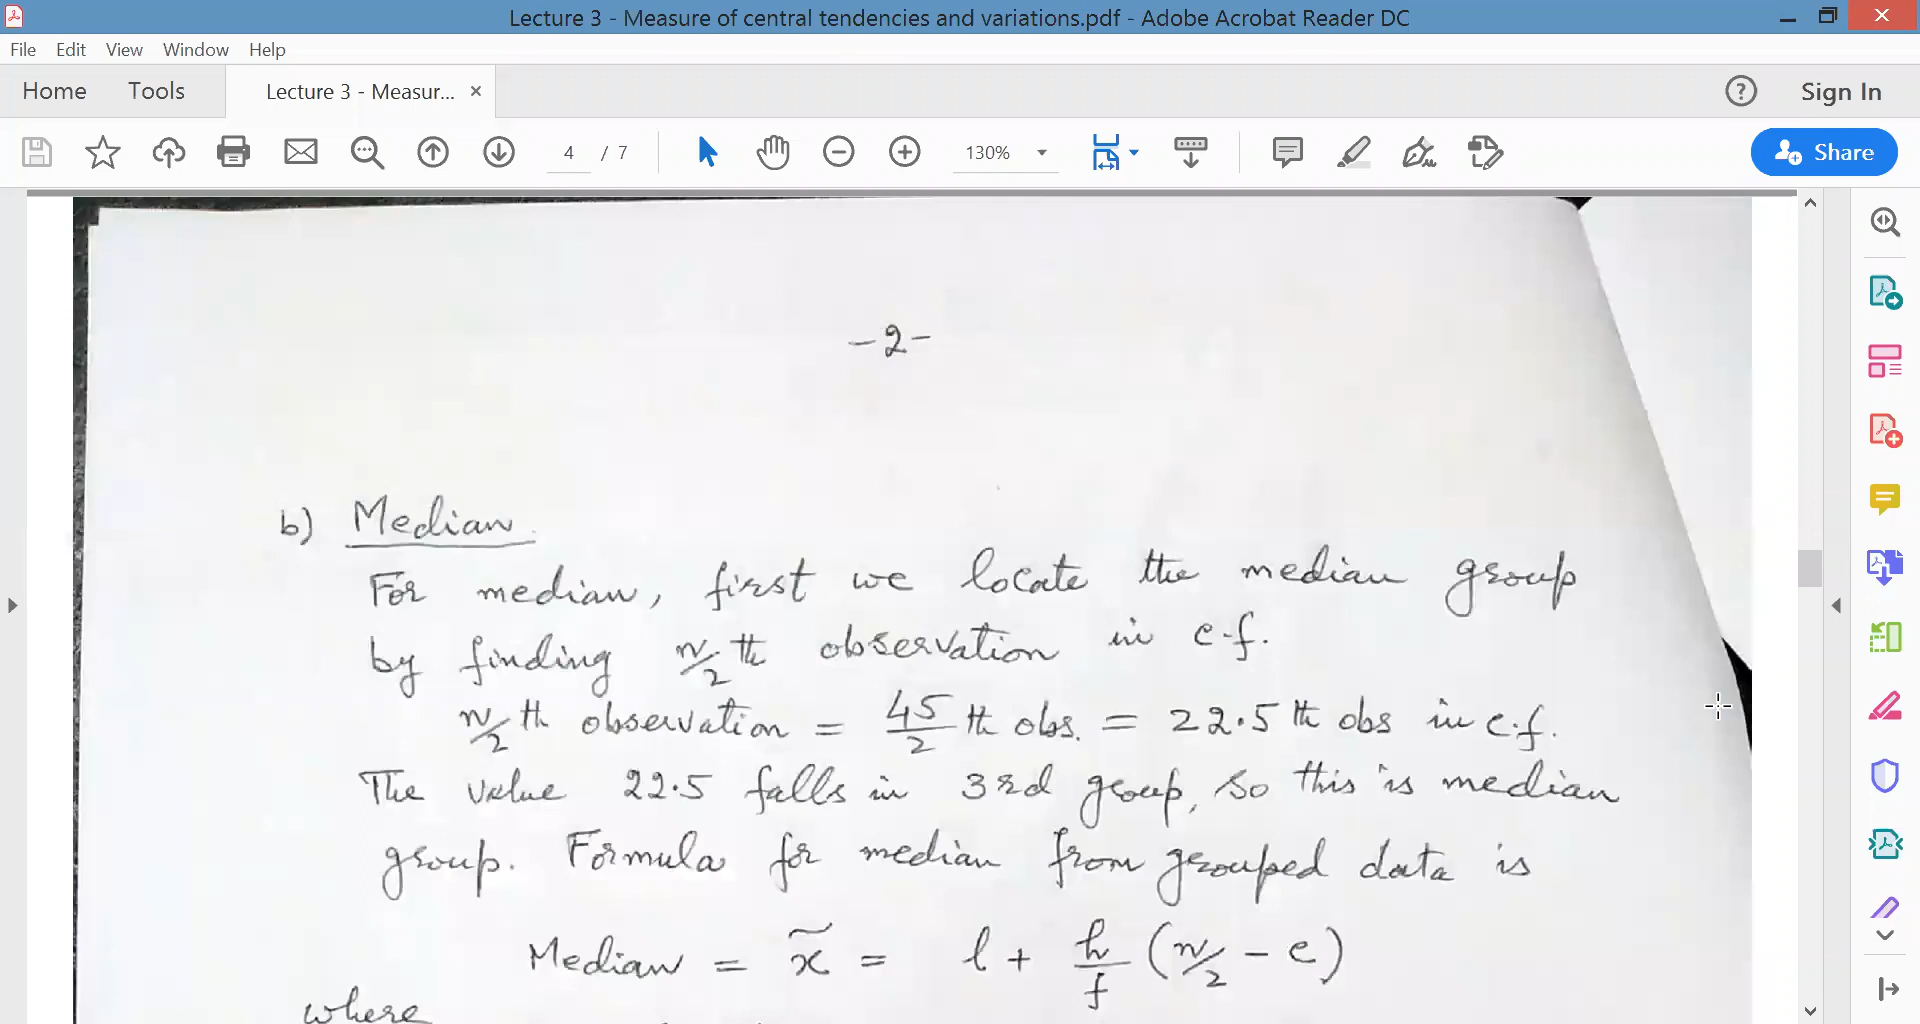 Lecture 3 - Measure of central tendencies and variations.pdf - Adobe Acrobat Reader DC
File Edit View Window Help
Home Tools Lecture 3 - Measur... × ? Sign In
4 / 7 130% Share
-2-
b) Median.
For median, first we locate the median group
by finding n/2 th observation in c.f.
n/2 th observation = 45/2 th obs. = 22.5 th obs in c.f.
The value 22.5 falls in 3rd group, so this is median
group. Formula for median from grouped data is
Median = x̃ = l + h/f (n/2 - c)
where